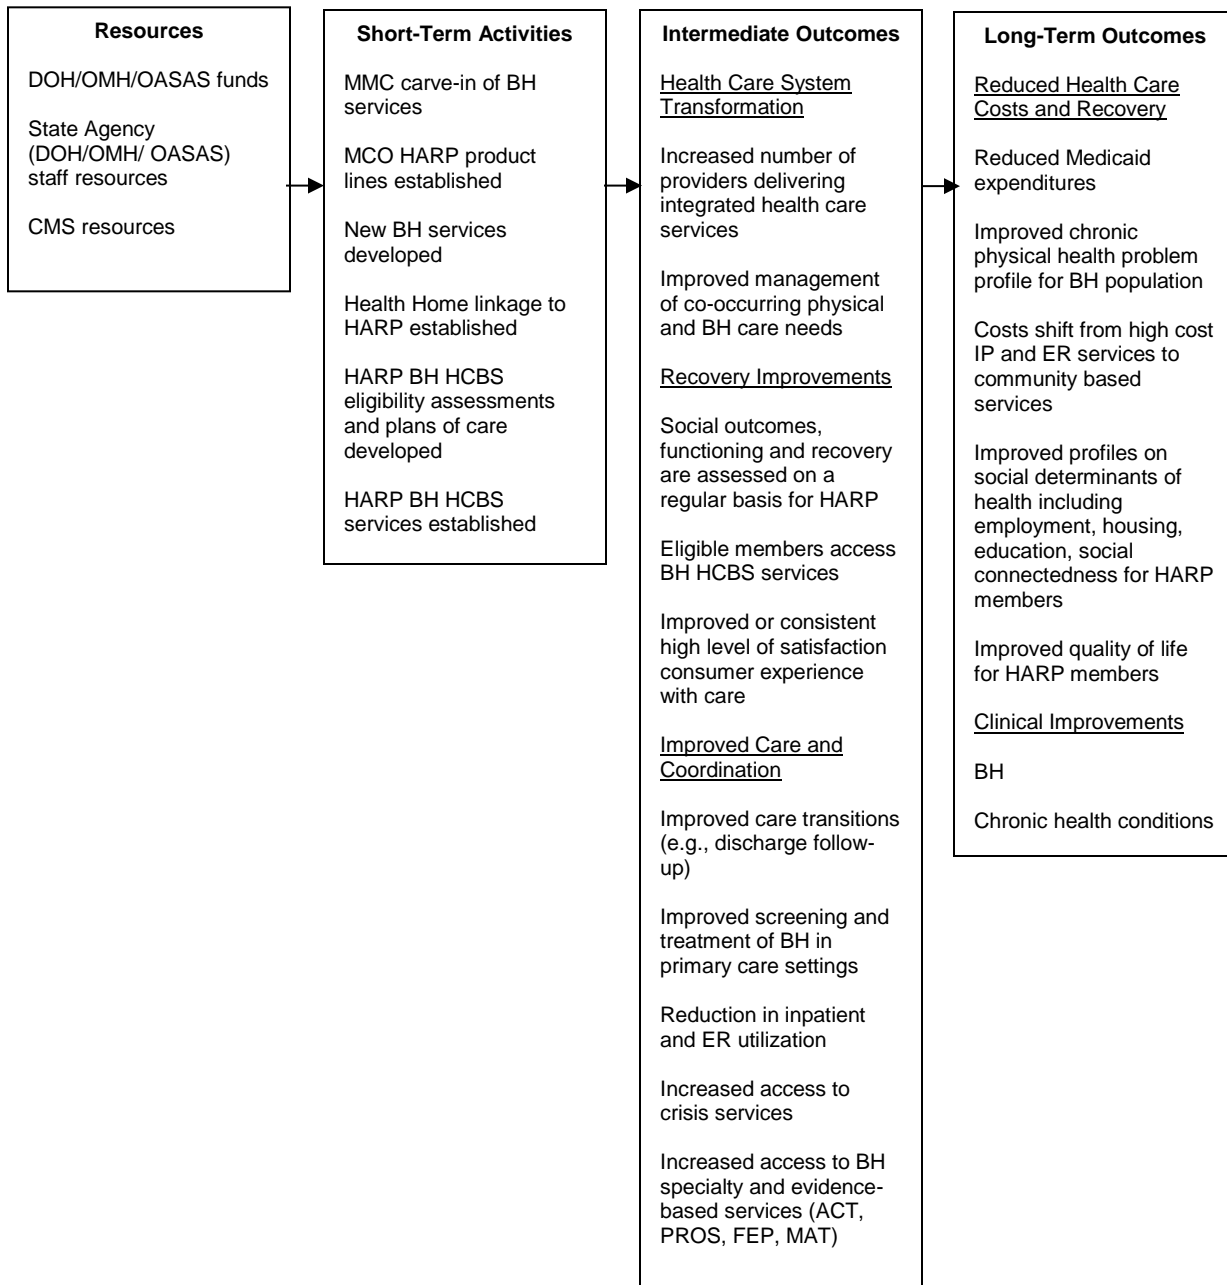 Resources
DOH/OMH/OASAS funds
State Agency
(DOH/OMH/ OASAS)
staff resources
CMS resources
Short-Term Activities
MMC carve-in of BH
services
MCO HARP product
lines established
New BH services
developed
Health Home linkage to
HARP established
HARP BH HCBS
eligibility assessments
and plans of care
developed
HARP BH HCBS
services established
Intermediate Outcomes
Health Care System
Transformation
Increased number of
providers delivering
integrated health care
services
Improved management
of co-occurring physical
and BH care needs
Recovery Improvements
Social outcomes,
functioning and recovery
are assessed on a
regular basis for HARP
Eligible members access
BH HCBS services
Improved or consistent
high level of satisfaction
consumer experience
with care
Improved Care and
Coordination
Improved care transitions
(e.g., discharge follow-
up)
Improved screening and
treatment of BH in
primary care settings
Reduction in inpatient
and ER utilization
Increased access to
crisis services
Increased access to BH
specialty and evidence-
based services (ACT,
PROS, FEP, MAT)
Long-Term Outcomes
Reduced Health Care
Costs and Recovery
Reduced Medicaid
expenditures
Improved chronic
physical health problem
profile for BH population
Costs shift from high cost
IP and ER services to
community based
services
Improved profiles on
social determinants of
health including
employment, housing,
education, social
connectedness for HARP
members
Improved quality of life
for HARP members
Clinical Improvements
BH
Chronic health conditions